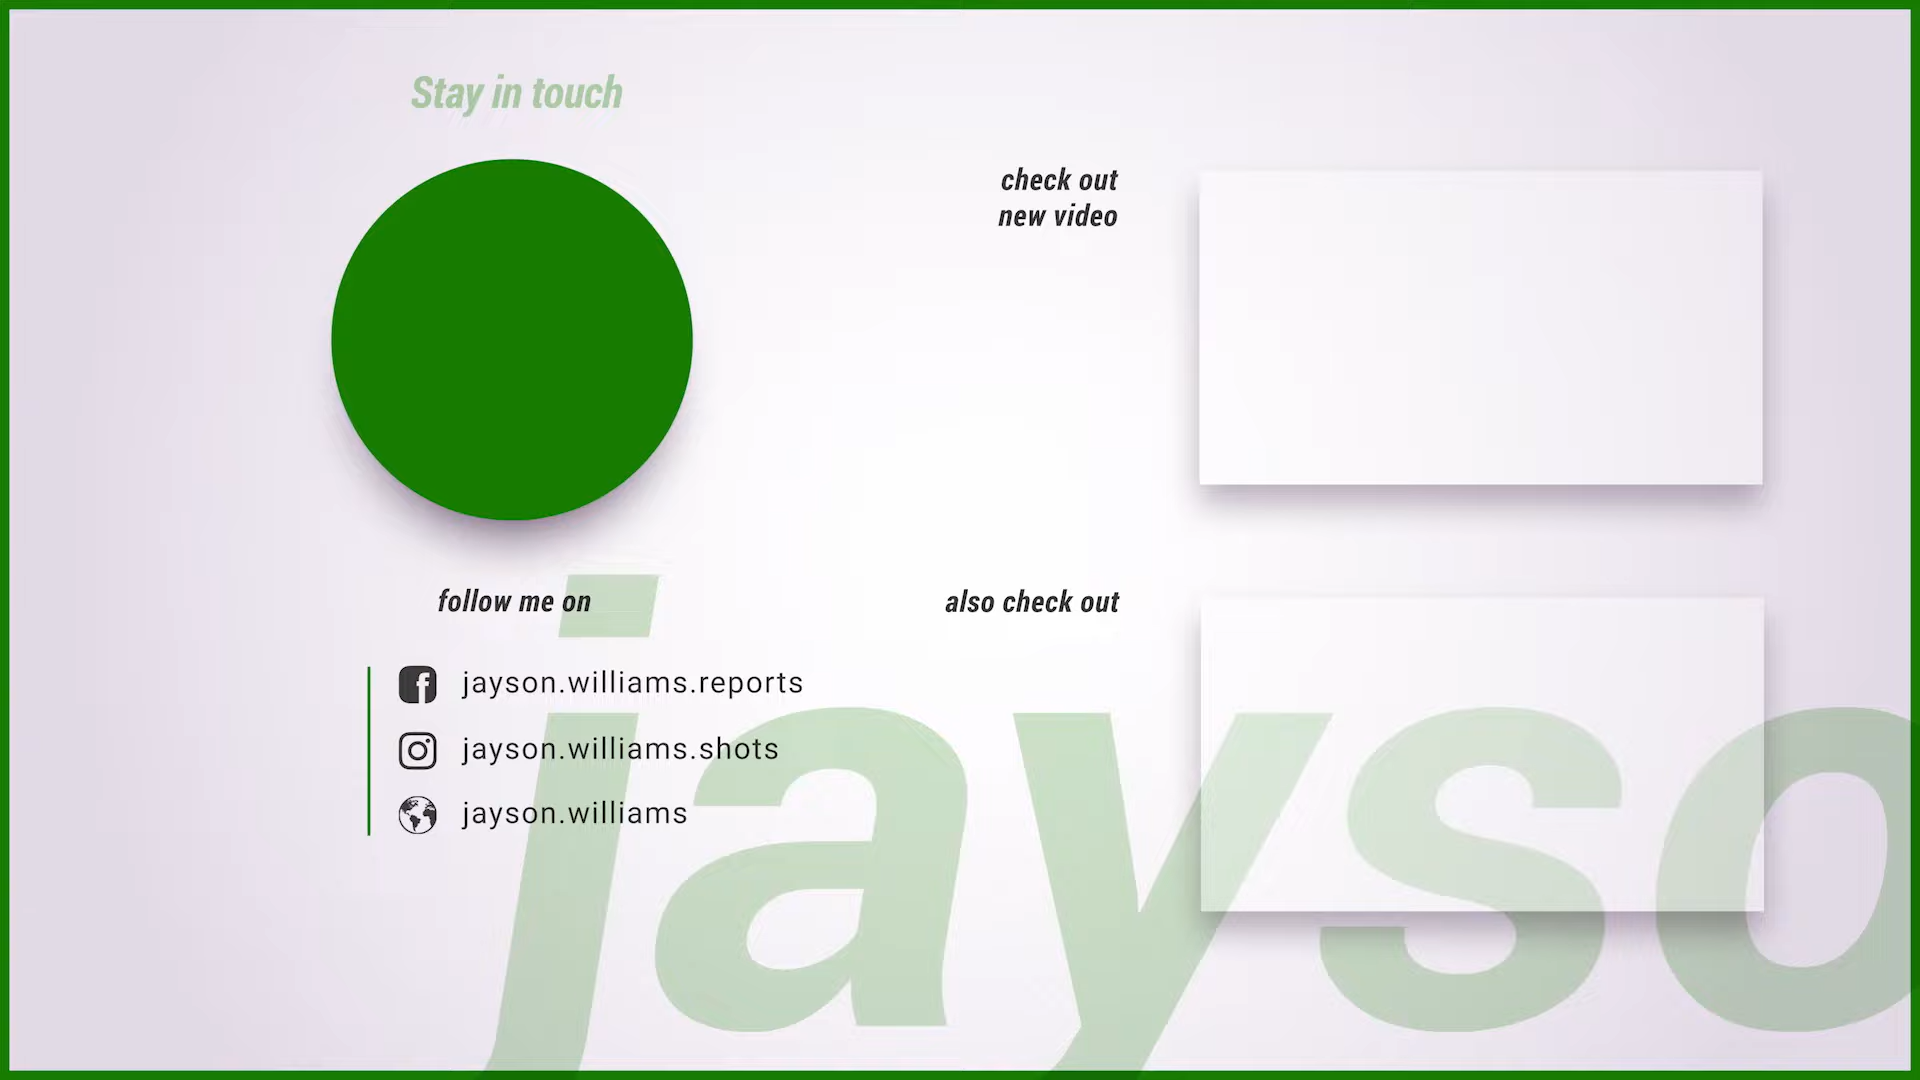 Stay in touch
check out
new video
follow me on
also check out
jayson.williams.reports
jayson.williams.shots
jayson.williams
jayso